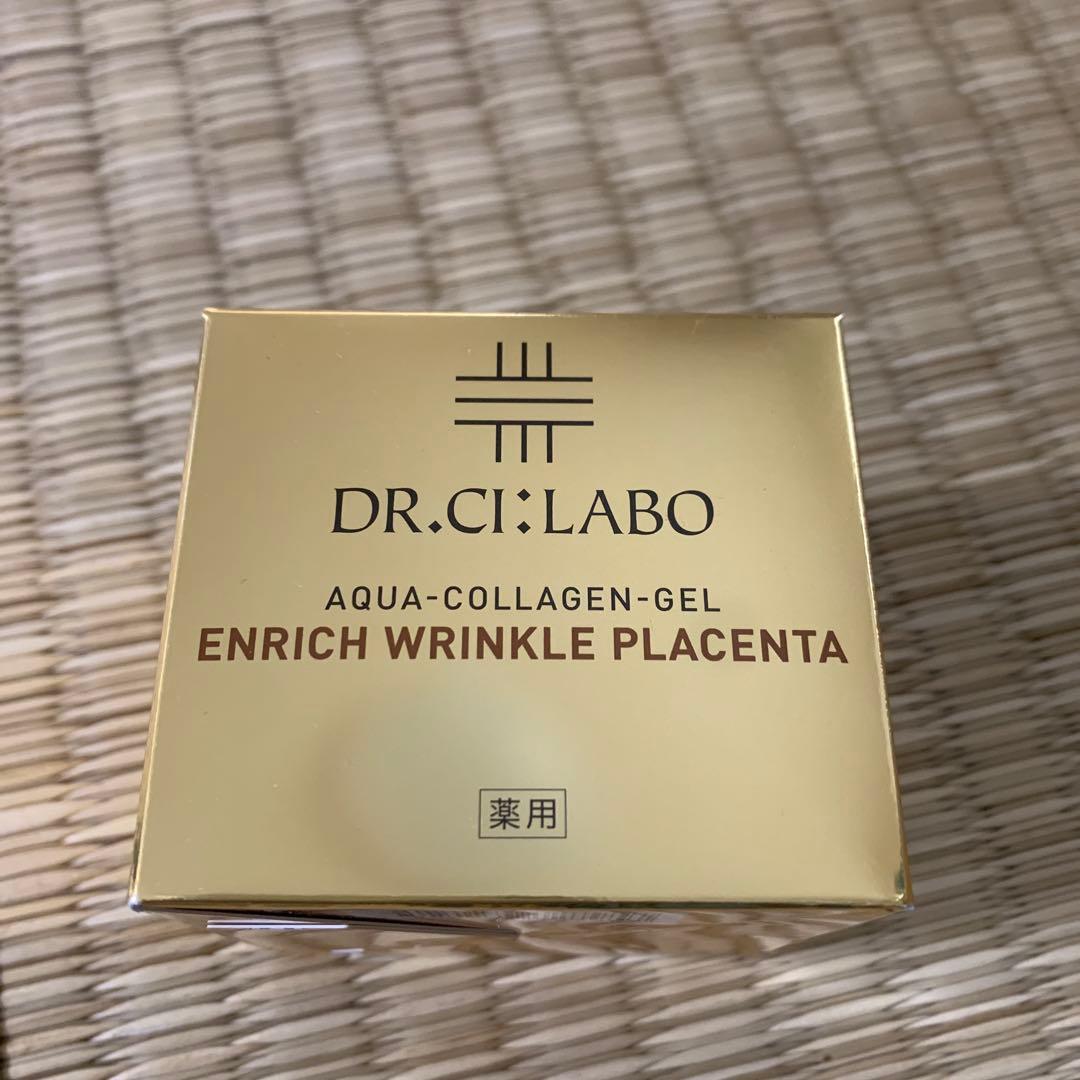 DR.CI:LABO
AQUA-COLLAGEN-GEL
ENRICH WRINKLE PLACENTA
薬用